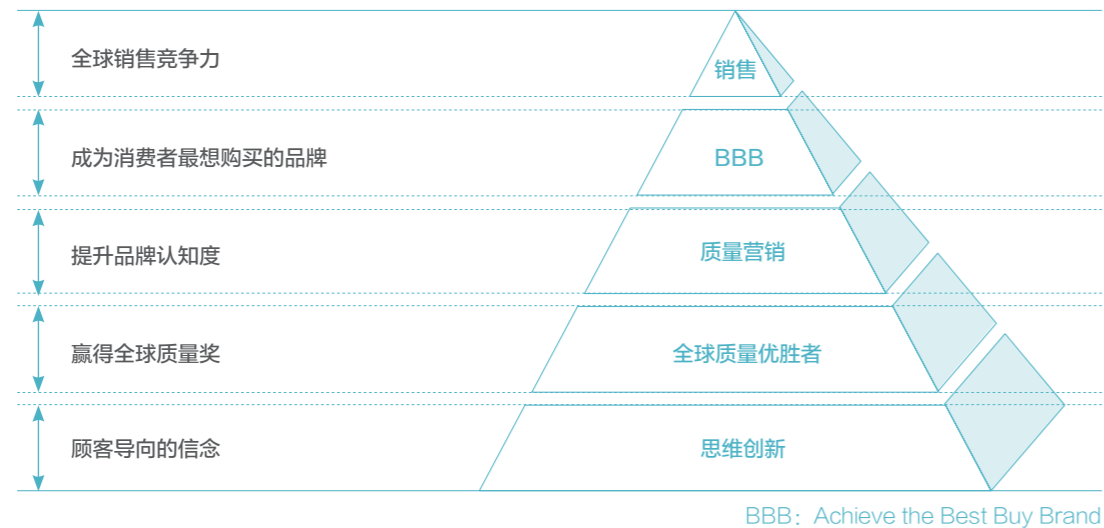 全球销售竞争力
销售
成为消费者最想购买的品牌
BBB
提升品牌认知度
质量营销
赢得全球质量奖
全球质量优胜者
顾客导向的信念
思维创新
BBB：Achieve the Best Buy Brand